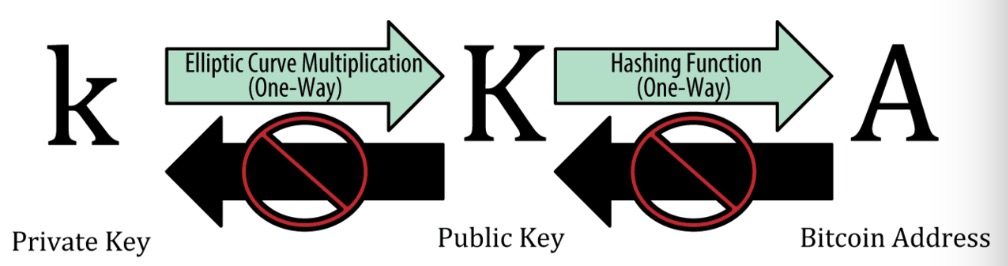 k
Elliptic Curve Multiplication
(One-Way)
K
Hashing Function
(One-Way)
A
Private Key
Public Key
Bitcoin Address